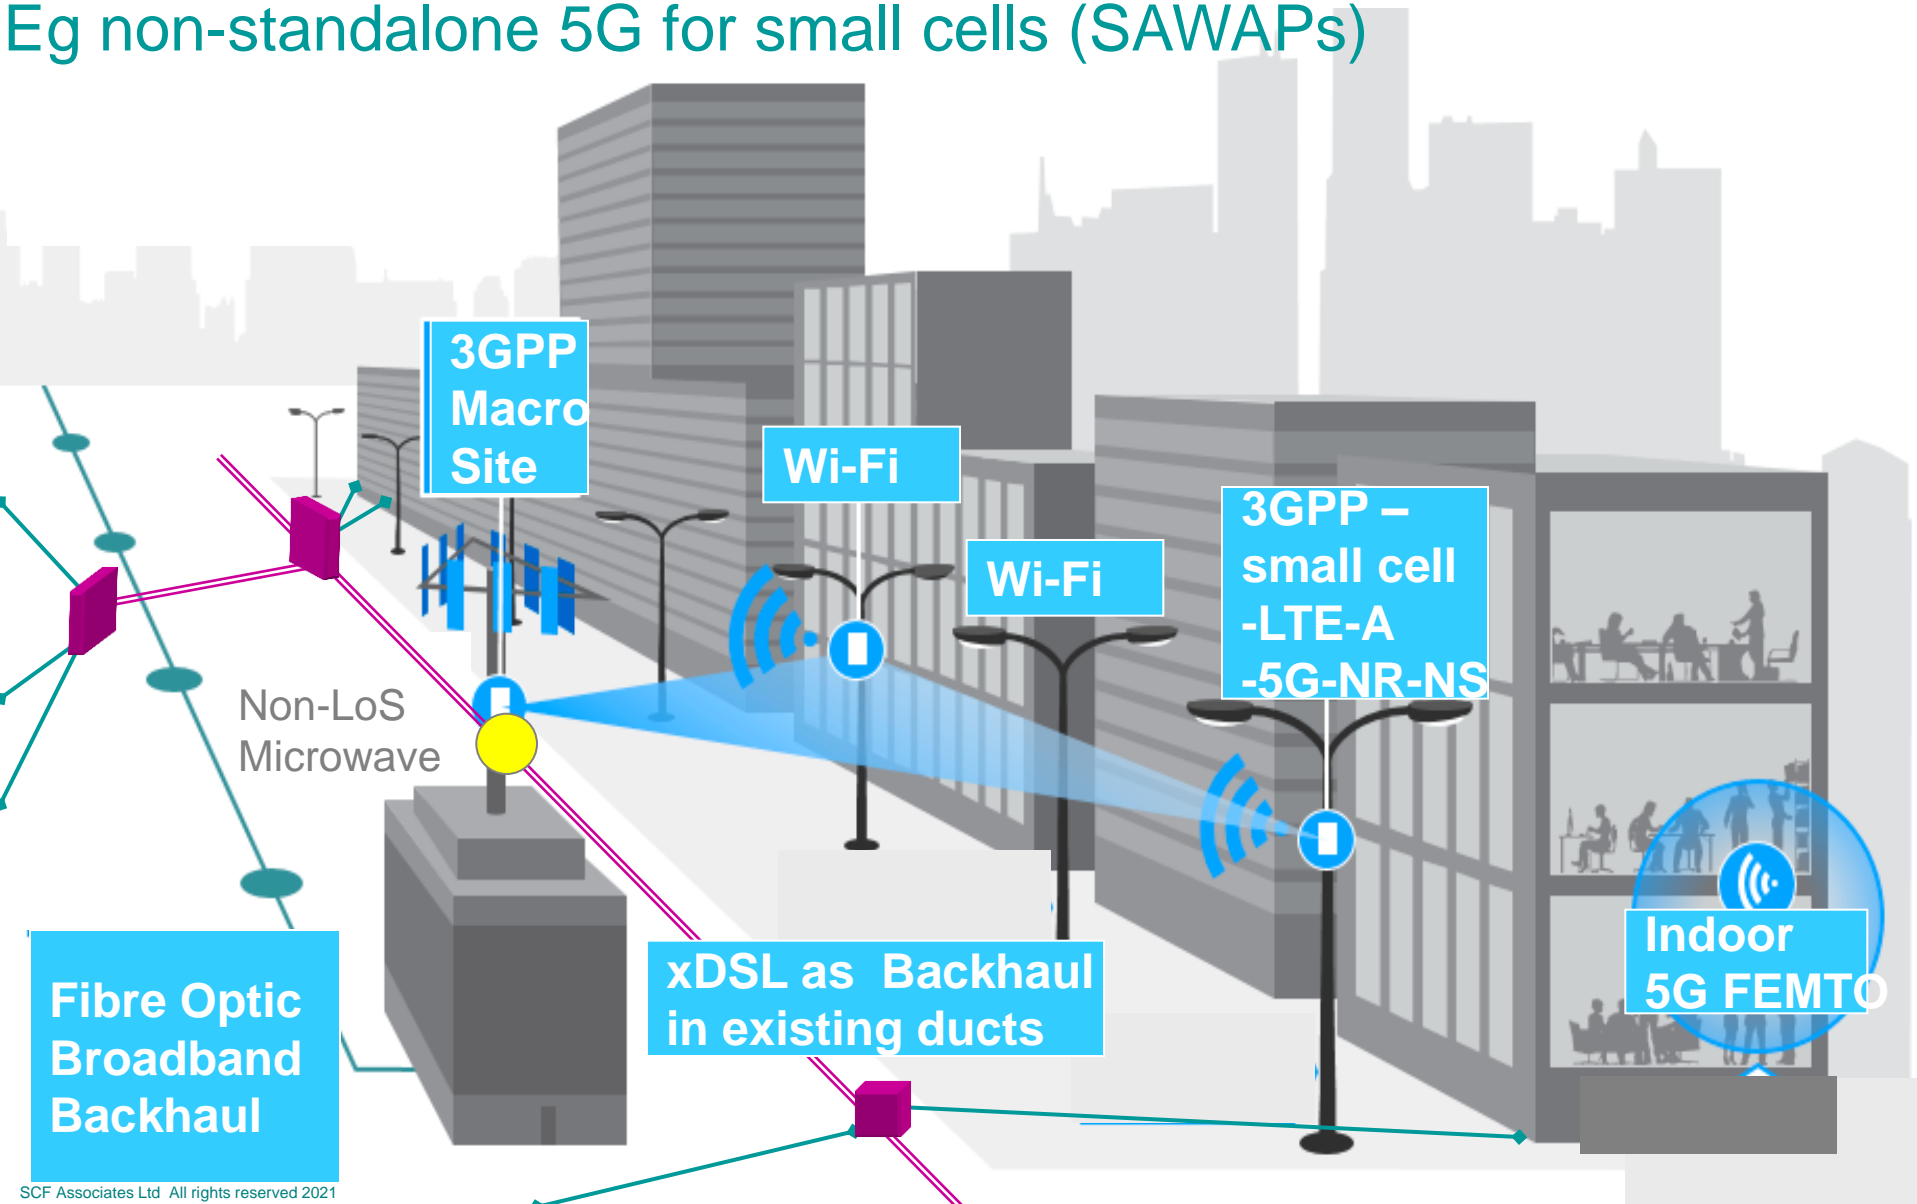 Eg non-standalone 5G for small cells (SAWAPs)
3GPP
Macro
Site
Wi-Fi
Wi-Fi
3GPP –
small cell
-LTE-A
-5G-NR-NS
Non-LoS
Microwave
Indoor
5G FEMTO
xDSL as Backhaul
in existing ducts
Fibre Optic
Broadband
Backhaul
SCF Associates Ltd All rights reserved 2021